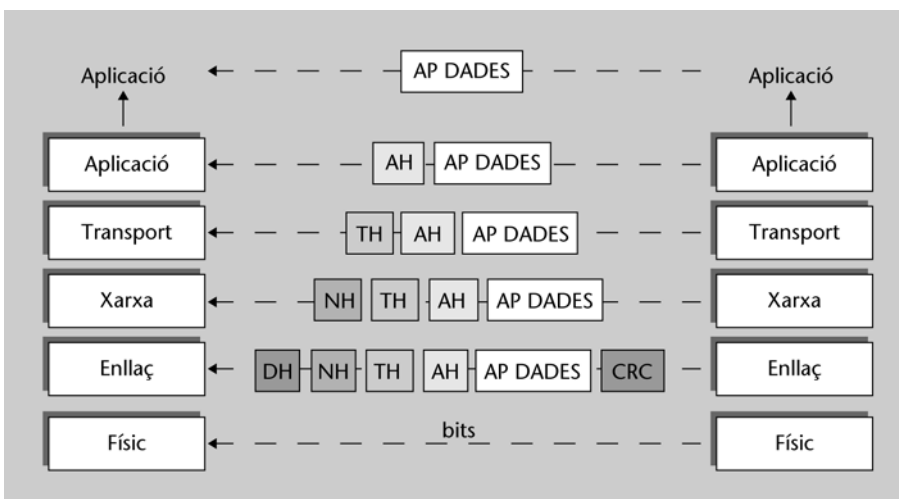 Aplicació AP DADES Aplicació
Aplicació AH AP DADES Aplicació
Transport TH AH AP DADES Transport
Xarxa NH TH AH AP DADES Xarxa
Enllaç DH NH TH AH AP DADES CRC Enllaç
Físic bits Físic